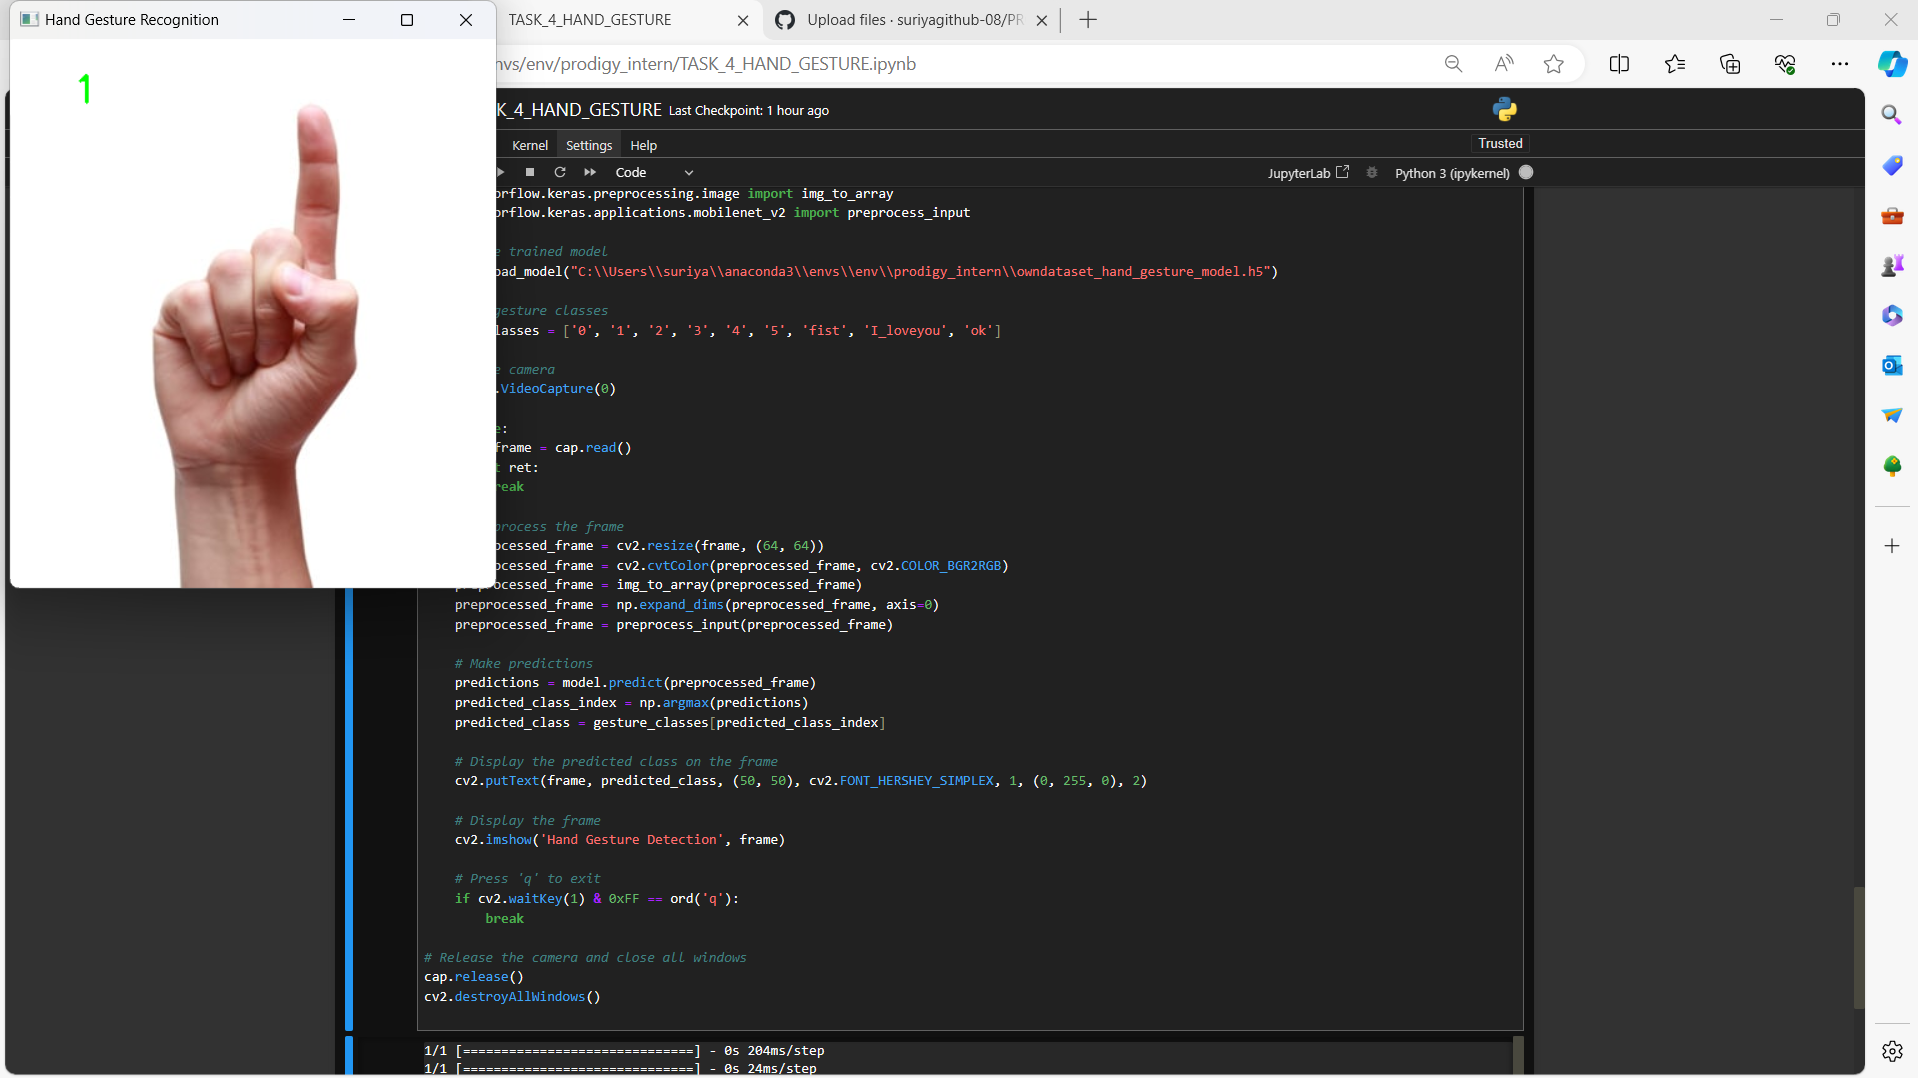 Hand Gesture Recognition
TASK_4_HAND_GESTURE
Upload files · suriyagithub-08/PR
nvs/env/prodigy_intern/TASK_4_HAND_GESTURE.ipynb
1
K_4_HAND_GESTURE Last Checkpoint: 1 hour ago
Kernel Settings Help
Trusted
Code
JupyterLab
Python 3 (ipykernel)
orflow.keras.preprocessing.image import img_to_array
orflow.keras.applications.mobilenet_v2 import preprocess_input
e trained model
oad_model("C:\\Users\\suriya\\anaconda3\\envs\\env\\prodigy_intern\\owndataset_hand_gesture_model.h5")
gesture classes
lasses = ['0', '1', '2', '3', '4', '5', 'fist', 'I_loveyou', 'ok']
e camera
.VideoCapture(0)
e:
frame = cap.read()
t ret:
reak
process the frame
ocessed_frame = cv2.resize(frame, (64, 64))
ocessed_frame = cv2.cvtColor(preprocessed_frame, cv2.COLOR_BGR2RGB)
preprocessed_frame = img_to_array(preprocessed_frame)
preprocessed_frame = np.expand_dims(preprocessed_frame, axis=0)
preprocessed_frame = preprocess_input(preprocessed_frame)
# Make predictions
predictions = model.predict(preprocessed_frame)
predicted_class_index = np.argmax(predictions)
predicted_class = gesture_classes[predicted_class_index]
# Display the predicted class on the frame
cv2.putText(frame, predicted_class, (50, 50), cv2.FONT_HERSHEY_SIMPLEX, 1, (0, 255, 0), 2)
# Display the frame
cv2.imshow('Hand Gesture Detection', frame)
# Press 'q' to exit
if cv2.waitKey(1) & 0xFF == ord('q'):
break
# Release the camera and close all windows
cap.release()
cv2.destroyAllWindows()
1/1 [==============================] - 0s 204ms/step
1/1 [==============================] - 0s 24ms/step